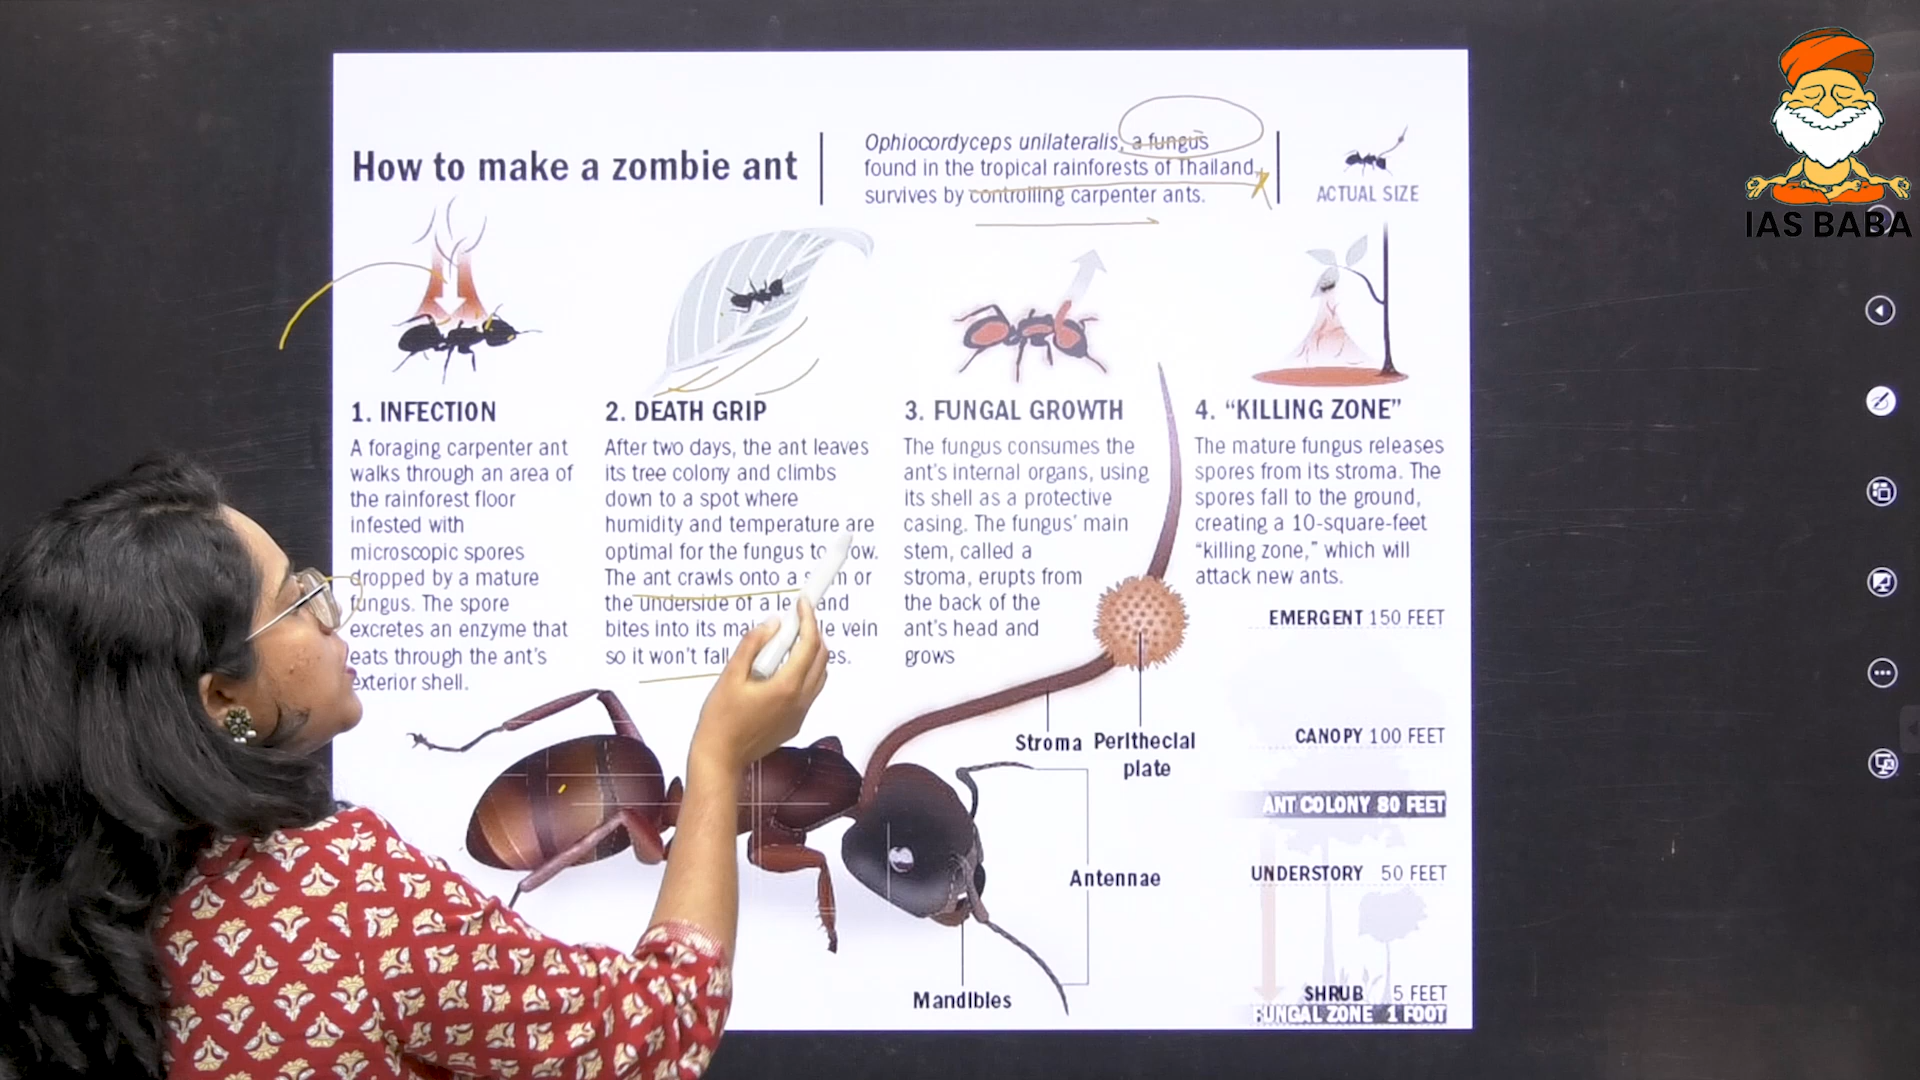 How to make a zombie ant
Ophiocordyceps unilateralis, a fungus
found in the tropical rainforests of Thailand,
survives by controlling carpenter ants.
ACTUAL SIZE
IAS BABA
1. INFECTION
A foraging carpenter ant
walks through an area of
the rainforest floor
infested with
microscopic spores
dropped by a mature
fungus. The spore
excretes an enzyme that
eats through the ant's
exterior shell.
2. DEATH GRIP
After two days, the ant leaves
its tree colony and climbs
down to a spot where
humidity and temperature are
optimal for the fungus to
The ant crawls onto a or
the underside of a and
bites into its vein
so it won't fall
3. FUNGAL GROWTH
The fungus consumes the
ant's internal organs, using
its shell as a protective
casing. The fungus' main
stem, called a
stroma, erupts from
the back of the
ant's head and
grows
4. “KILLING ZONE”
The mature fungus releases
spores from its stroma. The
spores fall to the ground,
creating a 10-square-feet
“killing zone,” which will
attack new ants.
EMERGENT 150 FEET
CANOPY 100 FEET
ANT COLONY 80 FEET
UNDERSTORY 50 FEET
SHRUB 5 FEET
FUNGAL ZONE 1 FOOT
Stroma
Perithecial
plate
Antennae
Mandibles